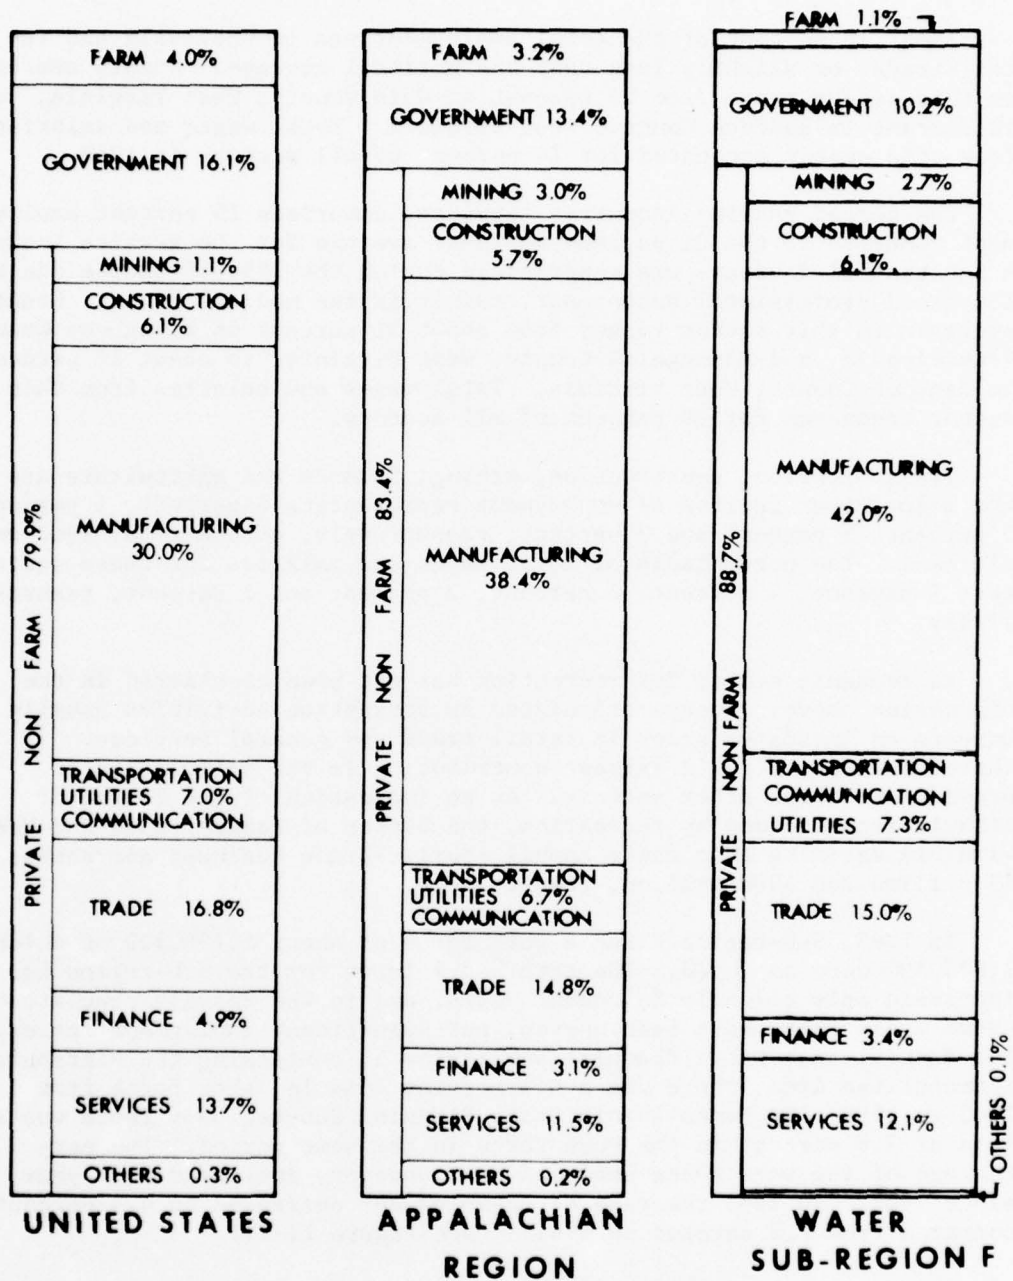 FARM 4.0%
GOVERNMENT 16.1%
MINING 1.1%
CONSTRUCTION
6.1%
PRIVATE NON FARM 79.9%
MANUFACTURING
30.0%
TRANSPORTATION
UTILITIES 7.0%
COMMUNICATION
TRADE 16.8%
FINANCE 4.9%
SERVICES 13.7%
OTHERS 0.3%
UNITED STATES
FARM 3.2%
GOVERNMENT 13.4%
MINING 3.0%
CONSTRUCTION
5.7%
PRIVATE NON FARM 83.4%
MANUFACTURING
38.4%
TRANSPORTATION
UTILITIES 6.7%
COMMUNICATION
TRADE 14.8%
FINANCE 3.1%
SERVICES 11.5%
OTHERS 0.2%
APPALACHIAN
REGION
FARM 1.1%
GOVERNMENT 10.2%
MINING 2.7%
CONSTRUCTION
6.1%
PRIVATE NON FARM 88.7%
MANUFACTURING
42.0%
TRANSPORTATION
COMMUNICATION
UTILITIES 7.3%
TRADE 15.0%
FINANCE 3.4%
SERVICES 12.1%
OTHERS 0.1%
WATER
SUB-REGION F